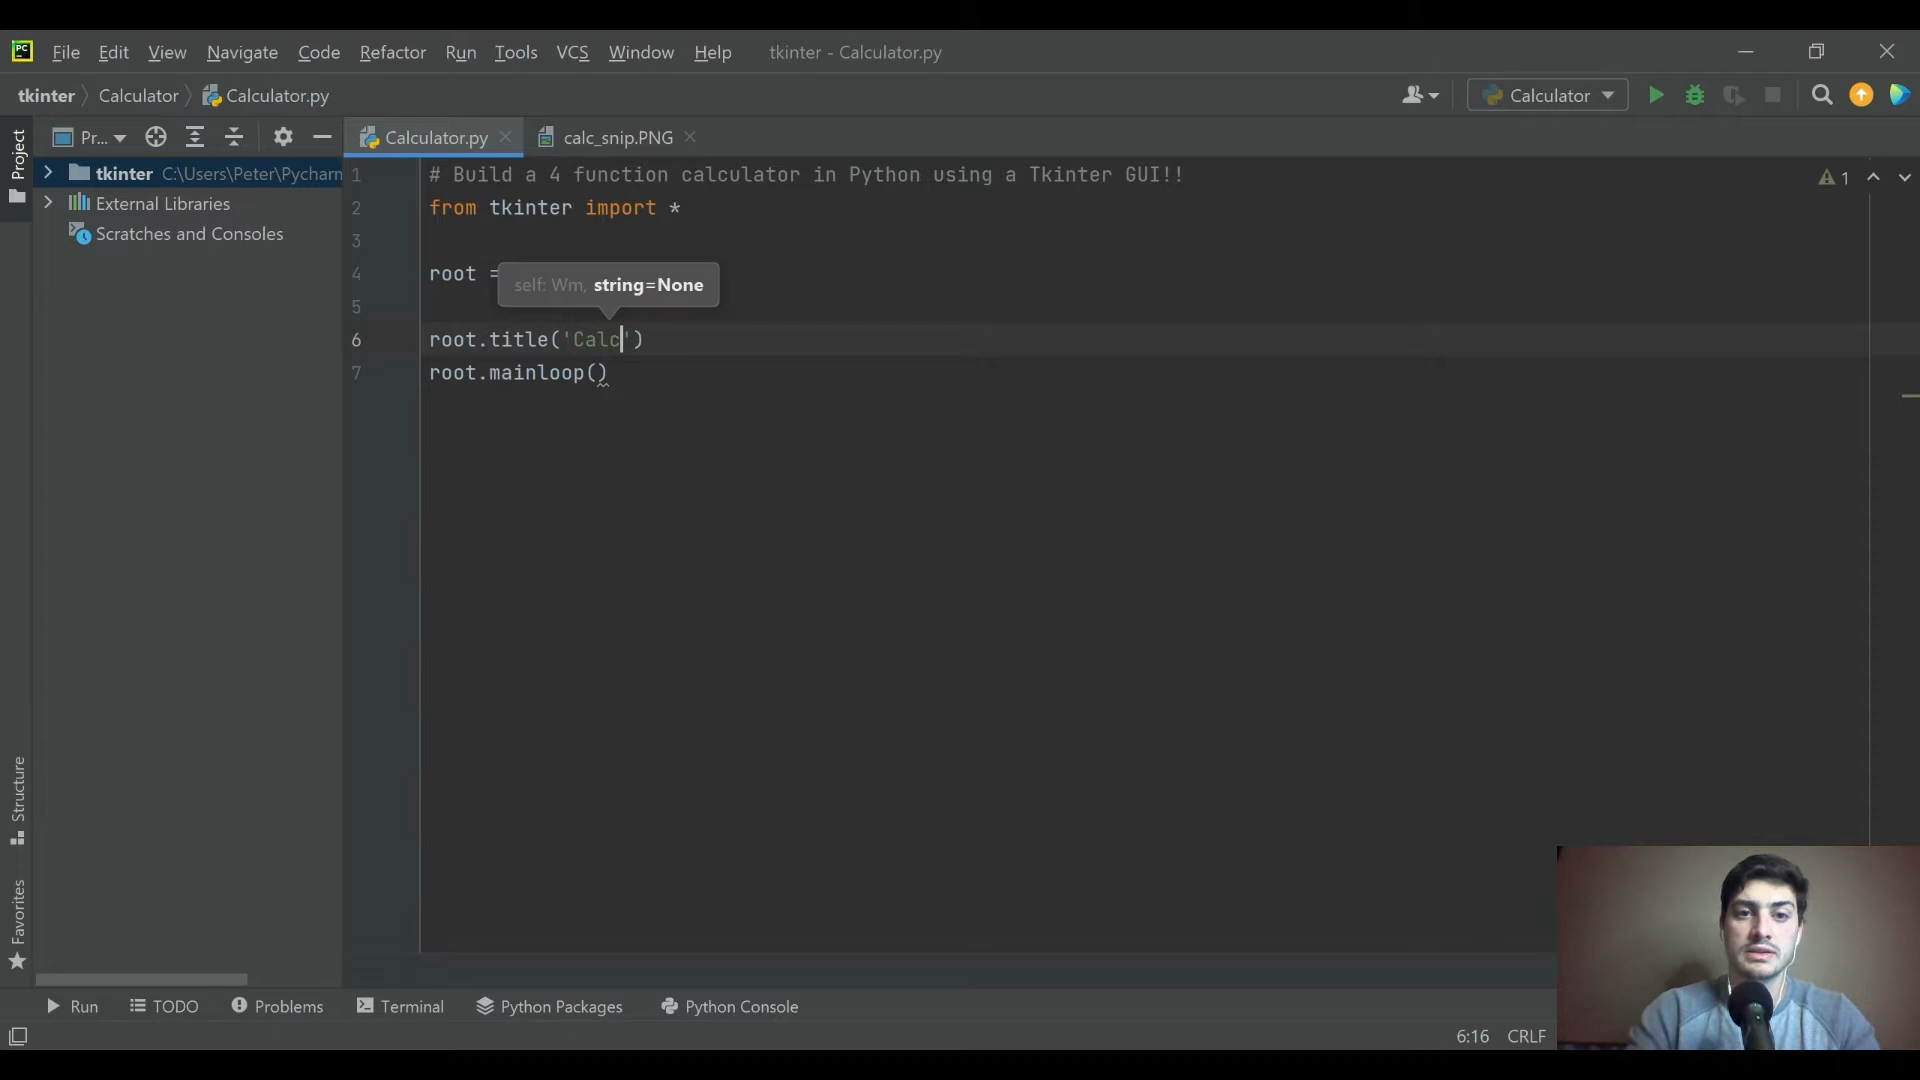 PC File Edit View Navigate Code Refactor Run Tools VCS Window Help tkinter - Calculator.py
tkinter Calculator Calculator.py Calculator
Project Pr... Calculator.py calc_snip.PNG
tkinter C:\Users\Peter\Pycharm
External Libraries
Scratches and Consoles
1 # Build a 4 function calculator in Python using a Tkinter GUI!! 1
2 from tkinter import *
3
4 root =
self: Wm, string=None
5
6 root.title('Calc')
7 root.mainloop()
Structure
Favorites
Run TODO Problems Terminal Python Packages Python Console
6:16 CRLF